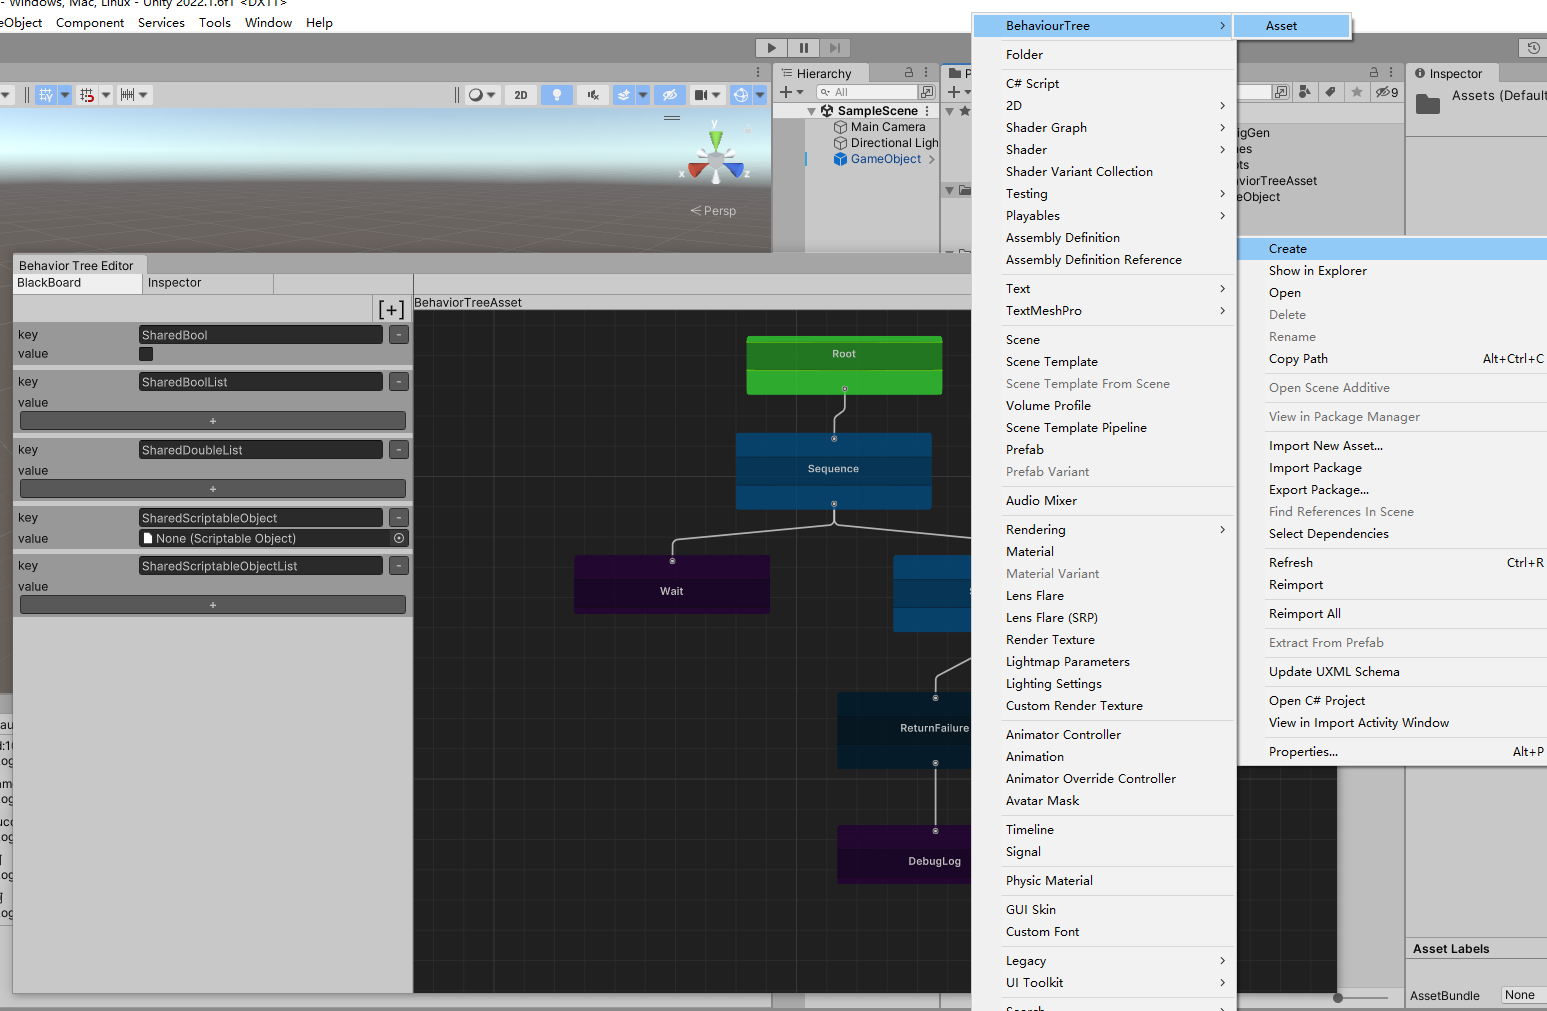 - Windows, Mac, Linux - Unity 2022.1.6f1 <DX11>
eObject Component Services Tools Window Help
Hierarchy
All
SampleScene
Main Camera
Directional Ligh
GameObject
2D
y
x
z
Persp
9
Inspector
Assets (Default
igGen
es
ts
viorTreeAsset
eObject
Behavior Tree Editor
BlackBoard
Inspector
[+]
BehaviorTreeAsset
key SharedBool -
value
key SharedBoolList -
value
+
key SharedDoubleList -
value
+
key SharedScriptableObject -
value None (Scriptable Object)
key SharedScriptableObjectList -
value
+
Root
Sequence
Wait
ReturnFailure
DebugLog
BehaviourTree
Asset
Folder
C# Script
2D
Shader Graph
Shader
Shader Variant Collection
Testing
Playables
Assembly Definition
Assembly Definition Reference
Text
TextMeshPro
Scene
Scene Template
Scene Template From Scene
Volume Profile
Scene Template Pipeline
Prefab
Prefab Variant
Audio Mixer
Rendering
Material
Material Variant
Lens Flare
Lens Flare (SRP)
Render Texture
Lightmap Parameters
Lighting Settings
Custom Render Texture
Animator Controller
Animation
Animator Override Controller
Avatar Mask
Timeline
Signal
Physic Material
GUI Skin
Custom Font
Legacy
UI Toolkit
Search
Create
Show in Explorer
Open
Delete
Rename
Copy Path Alt+Ctrl+C
Open Scene Additive
View in Package Manager
Import New Asset...
Import Package
Export Package...
Find References In Scene
Select Dependencies
Refresh Ctrl+R
Reimport
Reimport All
Extract From Prefab
Update UXML Schema
Open C# Project
View in Import Activity Window
Properties... Alt+P
Asset Labels
AssetBundle None